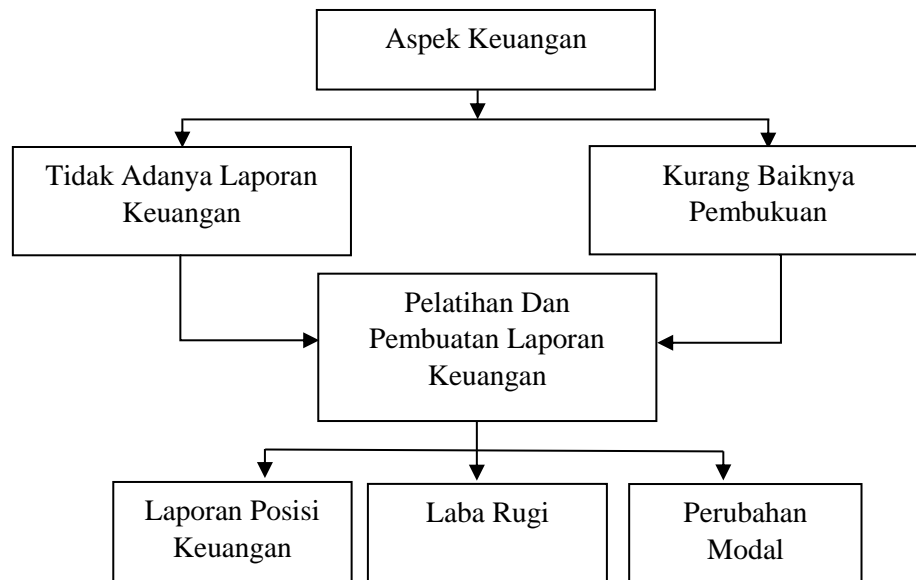 Aspek Keuangan
Tidak Adanya Laporan
Keuangan
Kurang Baiknya
Pembukuan
Pelatihan Dan
Pembuatan Laporan
Keuangan
Laporan Posisi
Keuangan
Laba Rugi
Perubahan
Modal